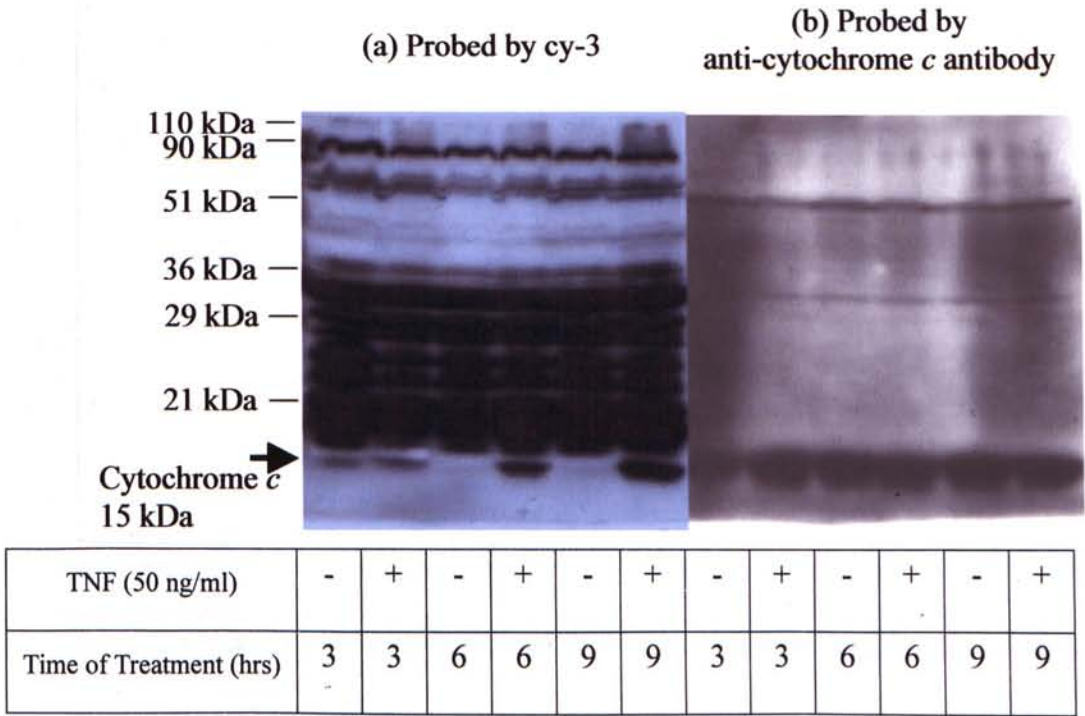 (a) Probed by cy-3
(b) Probed by
anti-cytochrome c antibody
110 kDa
90 kDa
51 kDa
36 kDa
29 kDa
21 kDa
Cytochrome c
15 kDa
TNF (50 ng/ml) - + - + - + - + - + - +
Time of Treatment (hrs) 3 3 6 6 9 9 3 3 6 6 9 9